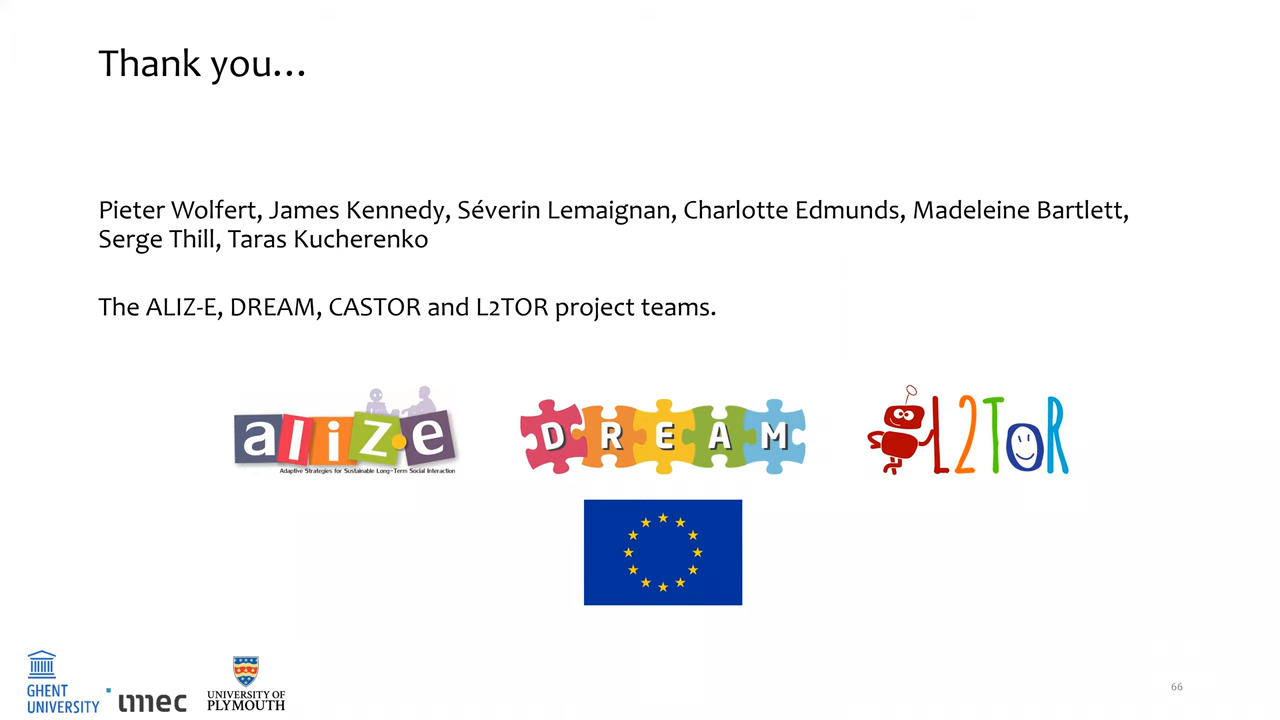 Thank you…
Pieter Wolfert, James Kennedy, Séverin Lemaignan, Charlotte Edmunds, Madeleine Bartlett,
Serge Thill, Taras Kucherenko
The ALIZ-E, DREAM, CASTOR and L2TOR project teams.
aliz•e
Adaptive Strategies for Sustainable Long-Term Social Interaction
DREAM
L2ToR
GHENT
UNIVERSITY
imec
UNIVERSITY OF
PLYMOUTH
66